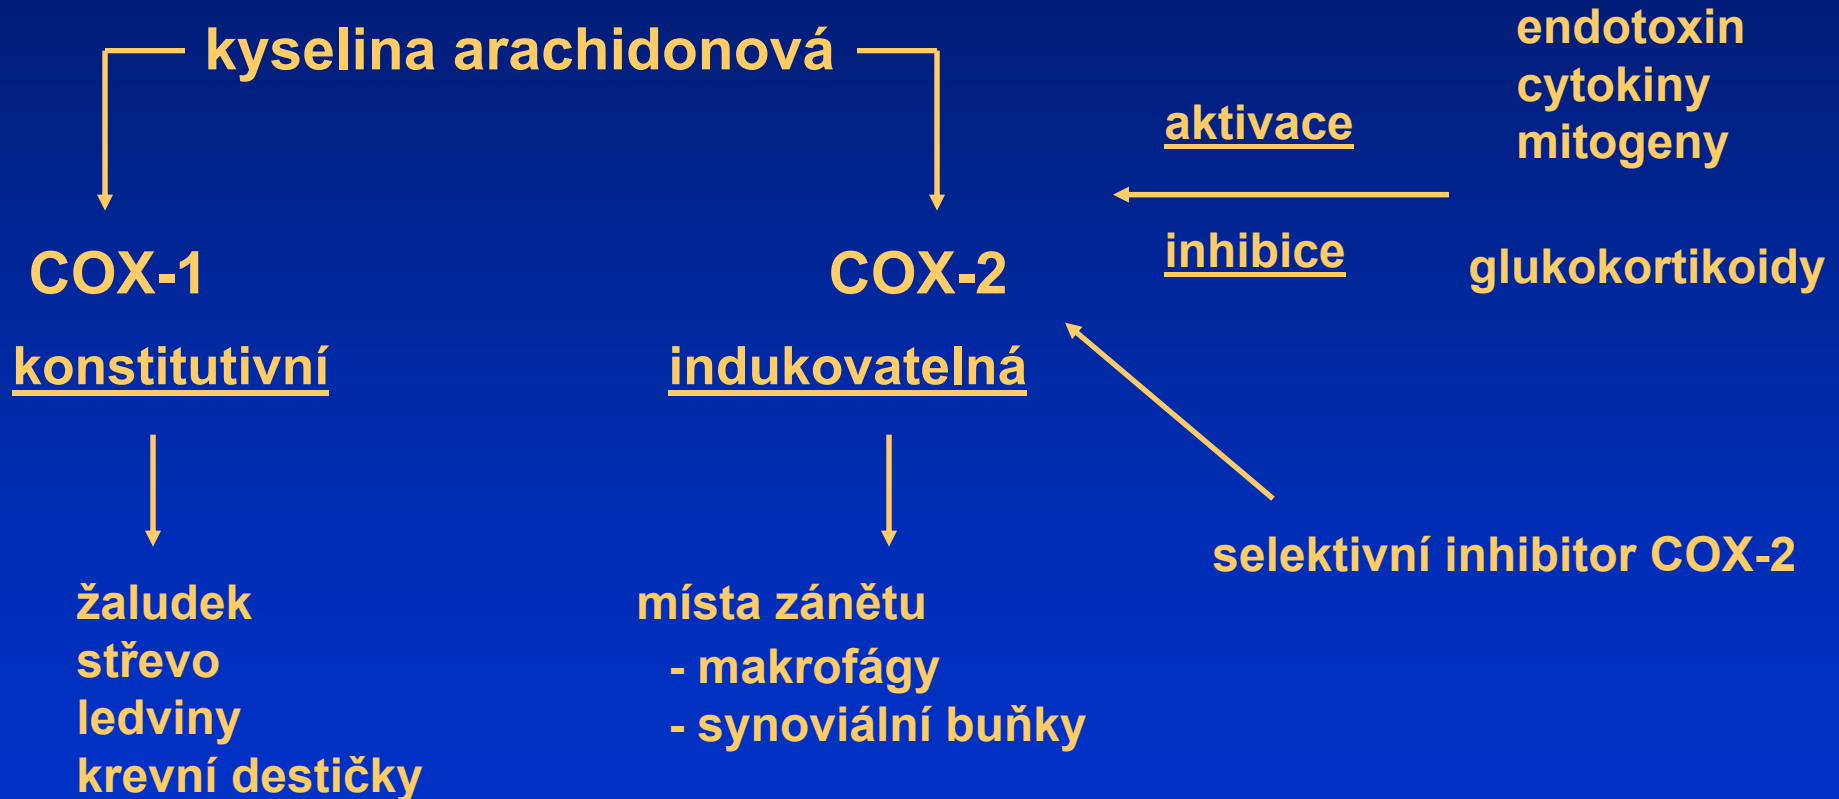 kyselina arachidonová
endotoxin
cytokiny
mitogeny
aktivace
inhibice
glukokortikoidy
COX-1
COX-2
konstitutivní
indukovatelná
selektivní inhibitor COX-2
žaludek
střevo
ledviny
krevní destičky
místa zánětu
- makrofágy
- synoviální buňky